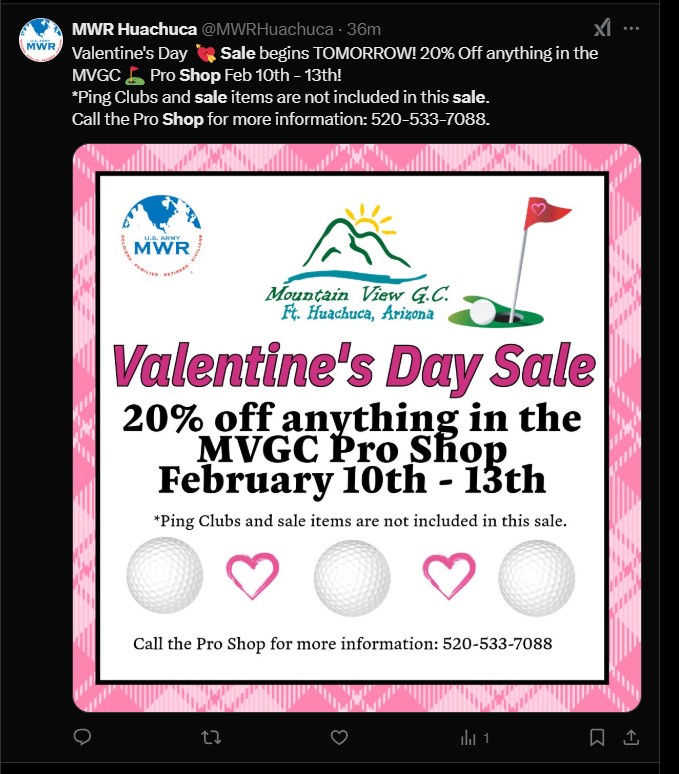 MWR Huachuca @MWRHuachuca · 36m
Valentine's Day 💘 Sale begins TOMORROW! 20% Off anything in the
MVGC ⛳ Pro Shop Feb 10th - 13th!
*Ping Clubs and sale items are not included in this sale.
Call the Pro Shop for more information: 520-533-7088.
U.S. ARMY
MWR
SOLDIERS · FAMILIES · RETIREES · CIVILIANS
Mountain View G.C.
Ft. Huachuca, Arizona
Valentine's Day Sale
20% off anything in the
MVGC Pro Shop
February 10th - 13th
*Ping Clubs and sale items are not included in this sale.
Call the Pro Shop for more information: 520-533-7088
1